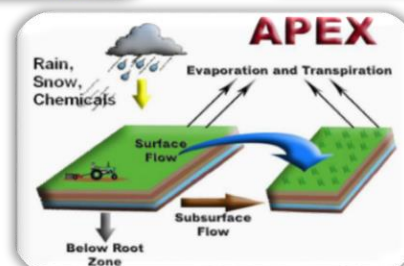 APEX
Rain,
Snow,
Chemicals
Evaporation and Transpiration
Surface
Flow
Subsurface
Flow
Below Root
Zone